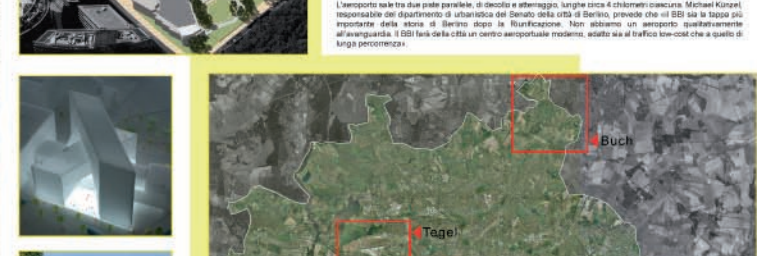 L'aeroporto sale tra due piste parallele, di decollo e atterraggio, lunghe circa 4 chilometri ciascuna. Michael Künzel,
responsabile del dipartimento di urbanistica del Senato della città di Berlino, prevede che «il BBI sia la tappa più
importante della storia di Berlino dopo la Riunificazione. Non abbiamo un aeroporto qualitativamente
all'avanguardia. Il BBI farà della città un centro aeroportuale moderno, adatto sia al traffico low-cost che a quello di
lunga percorrenza».
Buch
Tegel